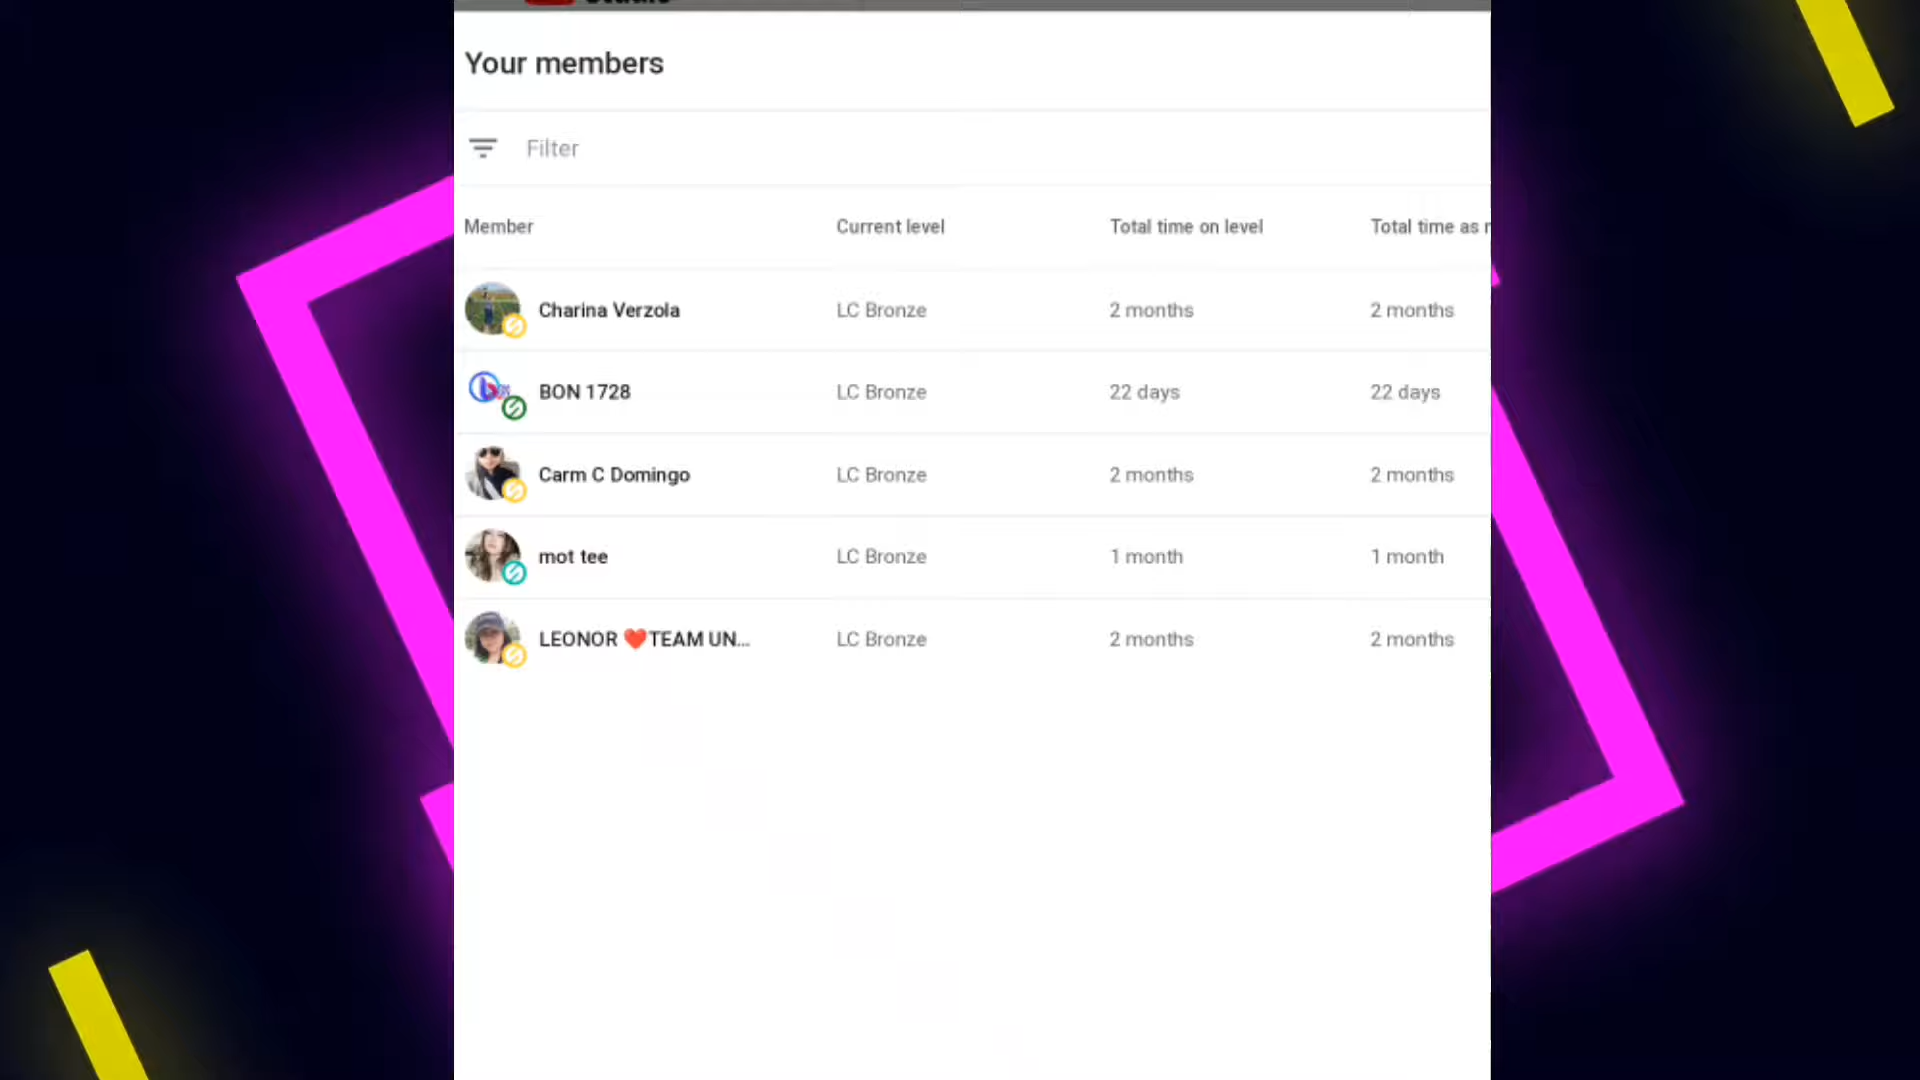 Your members
Filter
Member Current level Total time on level Total time as
Charina Verzola LC Bronze 2 months 2 months
BON 1728 LC Bronze 22 days 22 days
Carm C Domingo LC Bronze 2 months 2 months
mot tee LC Bronze 1 month 1 month
LEONOR ❤️TEAM UN... LC Bronze 2 months 2 months